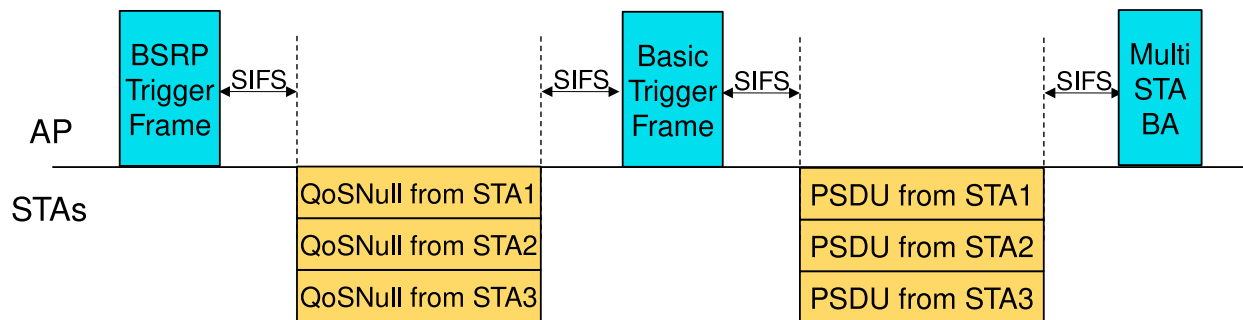 BSRP
Trigger
Frame
SIFS
SIFS
Basic
Trigger
Frame
SIFS
SIFS
Multi
STA
BA
AP
STAs
QoSNull from STA1
QoSNull from STA2
QoSNull from STA3
PSDU from STA1
PSDU from STA2
PSDU from STA3